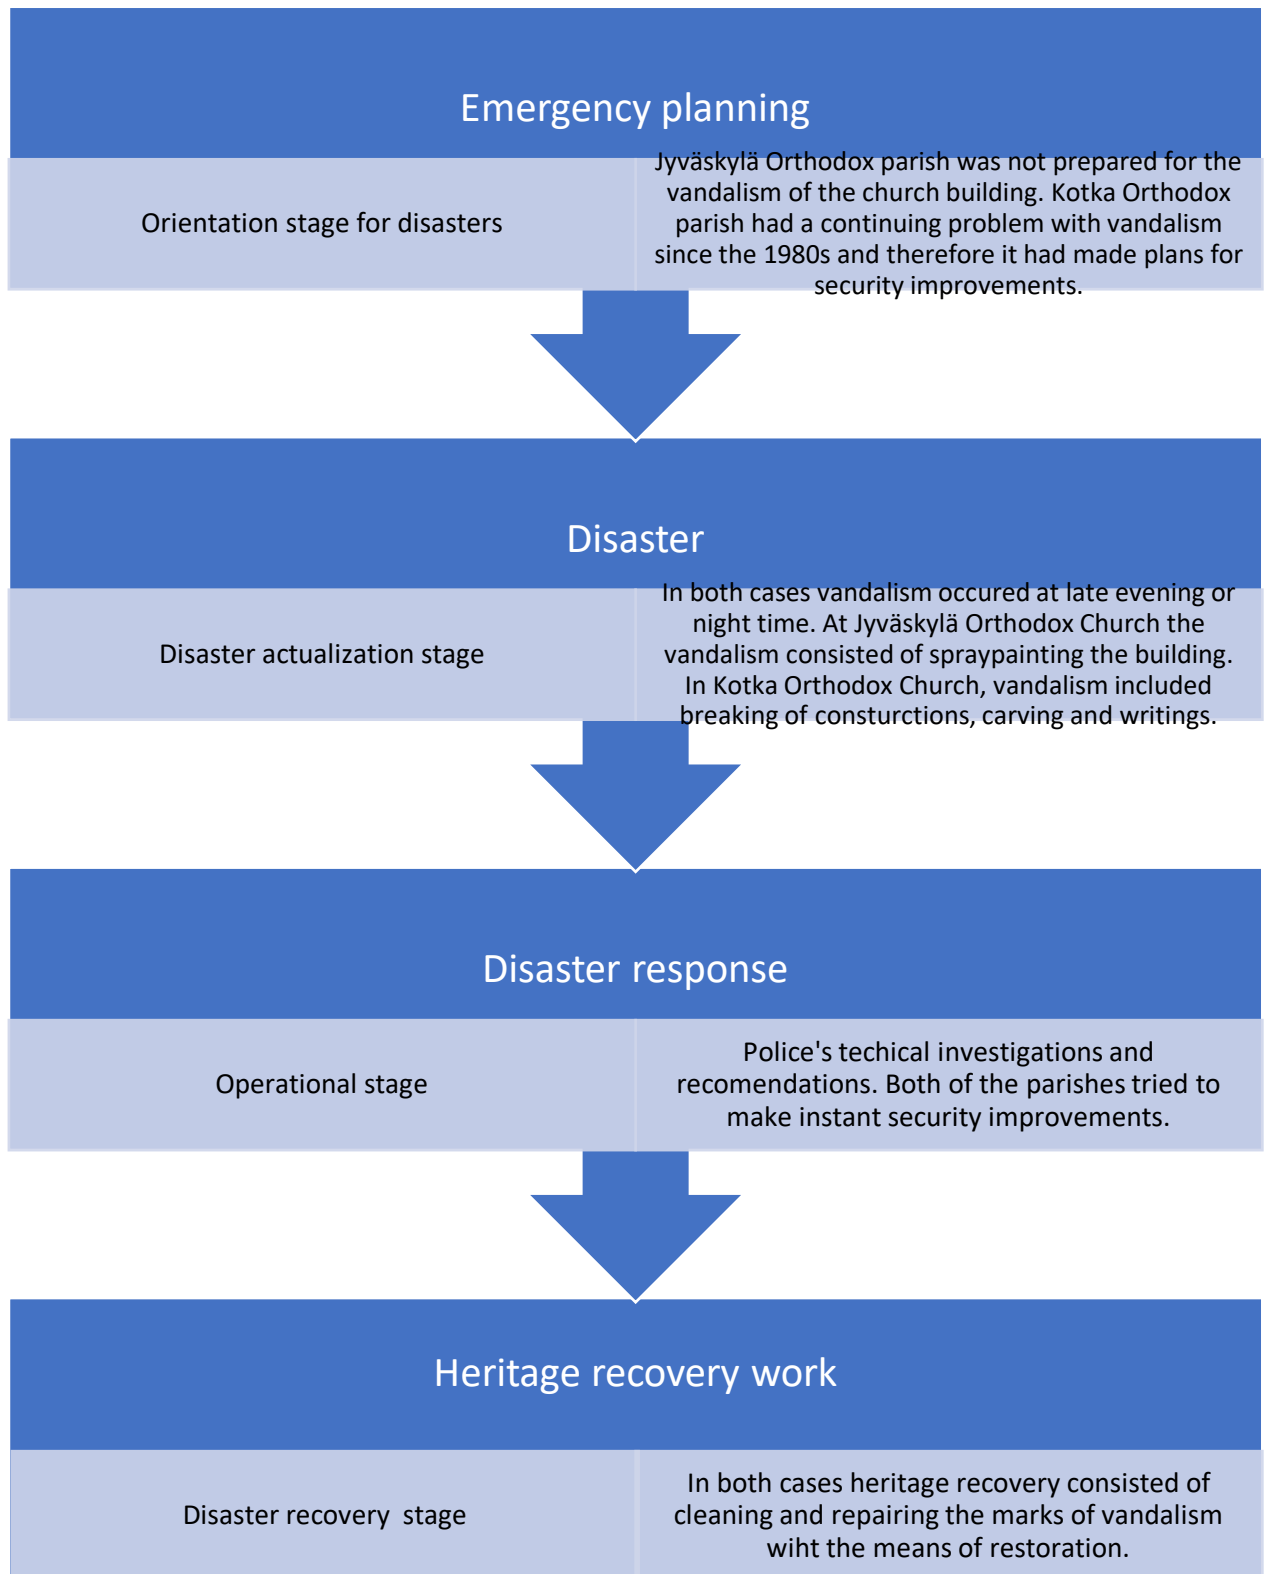 Emergency planning
Orientation stage for disasters
Jyväskylä Orthodox parish was not prepared for the
vandalism of the church building. Kotka Orthodox
parish had a continuing problem with vandalism
since the 1980s and therefore it had made plans for
security improvements.
Disaster
Disaster actualization stage
In both cases vandalism occured at late evening or
night time. At Jyväskylä Orthodox Church the
vandalism consisted of spraypainting the building.
In Kotka Orthodox Church, vandalism included
breaking of consturctions, carving and writings.
Disaster response
Operational stage
Police's techical investigations and
recomendations. Both of the parishes tried to
make instant security improvements.
Heritage recovery work
Disaster recovery stage
In both cases heritage recovery consisted of
cleaning and repairing the marks of vandalism
wiht the means of restoration.